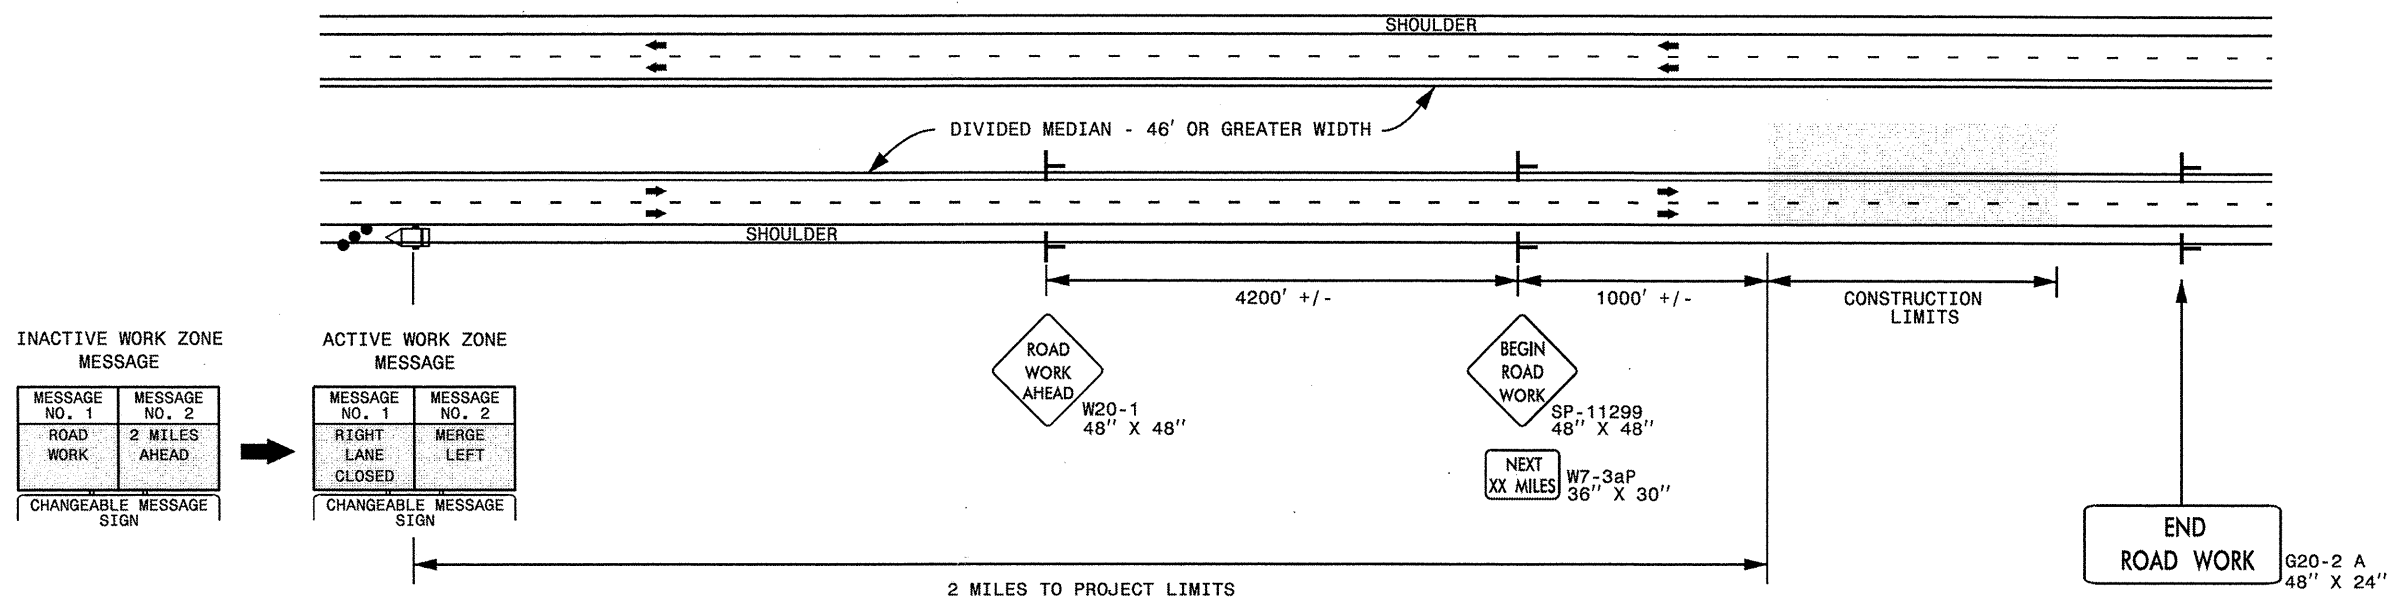 SHOULDER
DIVIDED MEDIAN - 46' OR GREATER WIDTH
SHOULDER
4200' +/-
1000' +/-
CONSTRUCTION
LIMITS
INACTIVE WORK ZONE
MESSAGE
MESSAGE
NO. 1
MESSAGE
NO. 2
ROAD
WORK
2 MILES
AHEAD
CHANGEABLE MESSAGE
SIGN
ACTIVE WORK ZONE
MESSAGE
MESSAGE
NO. 1
MESSAGE
NO. 2
RIGHT
LANE
CLOSED
MERGE
LEFT
CHANGEABLE MESSAGE
SIGN
ROAD
WORK
AHEAD
W20-1
48" X 48"
BEGIN
ROAD
WORK
SP-11299
48" X 48"
NEXT
XX MILES
W7-3aP
36" X 30"
END
ROAD WORK
G20-2 A
48" X 24"
2 MILES TO PROJECT LIMITS